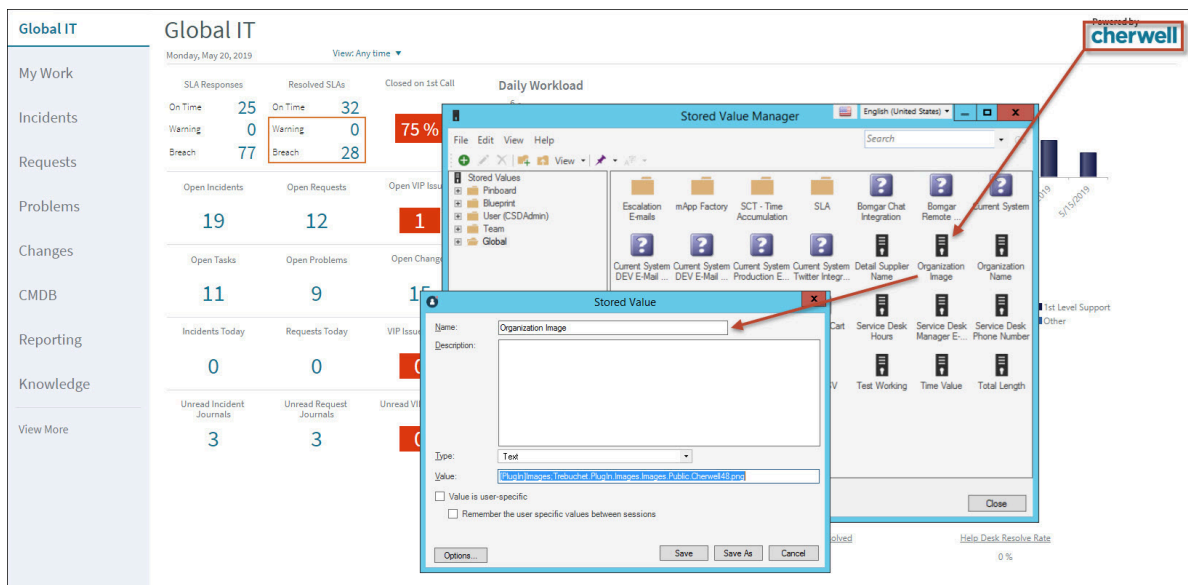 Global IT
My Work
Incidents
Requests
Problems
Changes
CMDB
Reporting
Knowledge
View More
Global IT
Monday, May 20, 2019
View: Any time
Powered by
cherwell
SLA Responses
On Time 25
Warning 0
Breach 77
Resolved SLAs
On Time 32
Warning 0
Breach 28
Closed on 1st Call
75 %
Daily Workload
Open Incidents
19
Open Requests
12
Open VIP Issu
1
Open Tasks
11
Open Problems
9
Open Change
Incidents Today
0
Requests Today
0
VIP Issue
Unread Incident
Journals
3
Unread Request
Journals
3
Unread VI
5/15/2019
1st Level Support
Other
Help Desk Resolve Rate
0 %
Stored Value Manager
English (United States)
File Edit View Help
Search
View
Stored Values
Pinboard
Blueprint
User (CSDAdmin)
Team
Global
Escalation
E-mails
mApp Factory
SCT - Time
Accumulation
SLA
Bomgar Chat
Integration
Bomgar
Remote ...
Current System
Current System
DEV E-Mail ...
Current System
DEV E-Mail ...
Current System
Production E...
Current System
Twitter Integr...
Detail Supplier
Name
Organization
Image
Organization
Name
Cart
Service Desk
Hours
Service Desk
Manager E-...
Service Desk
Phone Number
Test Working
Time Value
Total Length
Close
Stored Value
Name:
Organization Image
Description:
Type:
Text
Value:
[PlugIn]Images;Trebuchet.PlugIn.Images.Images.Public.Cherwell48.png
Value is user-specific
Remember the user specific values between sessions
Options...
Save
Save As
Cancel